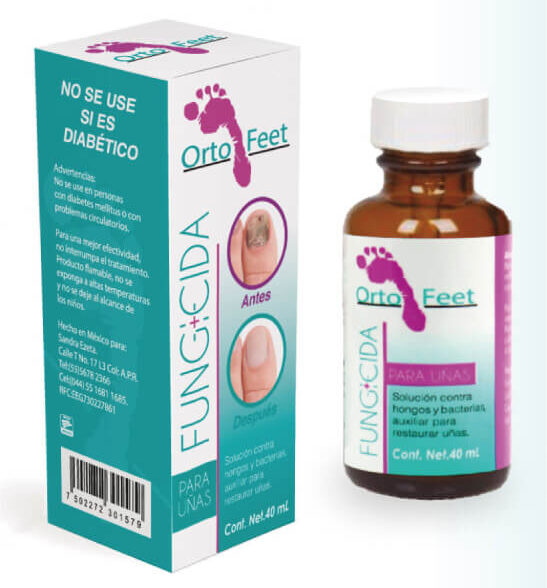 NO SE USE
SI ES
DIABÉTICO
Advertencias:
No se use en personas
con diabetes mellitus o con
problemas circulatorios.
Para una mejor efectividad,
no interrumpa el tratamiento.
Producto flamable, no se
exponga a altas temperaturas
y no se deje al alcance de
los niños.
Hecho en México para:
Sandra Ezeta.
Calle T No. 17 L3 Col: A.P.R.
Tel:(55)5678 2366
Cel:(044) 55 1681 1685.
RFC:EEG730227861
7 502272 301579
Orto Feet
FUNGICIDA
PARA
UÑAS
Antes
Después
Solución contra
hongos y bacterias,
auxiliar para
restaurar uñas.
Cont. Net.40 mL
Orto Feet
FUNGICIDA
PARA UÑAS
Solución contra
hongos y bacterias,
auxiliar para
restaurar uñas.
Cont. Net.40 mL